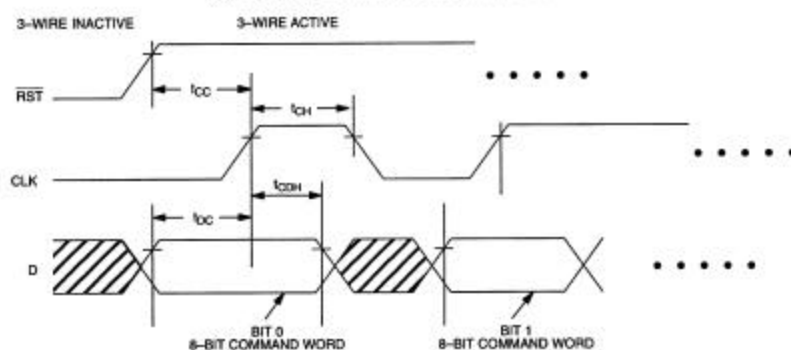 3–WIRE INACTIVE
3–WIRE ACTIVE
RST
tCC
tCH
CLK
tCDH
tDC
D
BIT 0
8–BIT COMMAND WORD
BIT 1
8–BIT COMMAND WORD